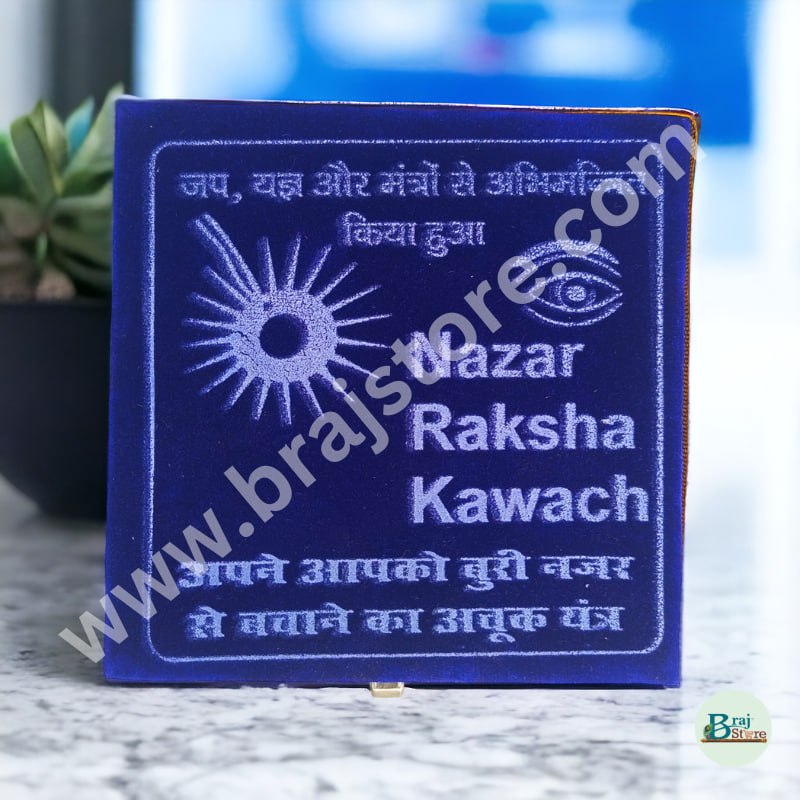 जप, यज्ञ और मंत्रों से अभिमन्त्रित
किया हुआ
Nazar
Raksha
Kawach
अपने आपको बुरी नजर
से बचाने का अचूक यंत्र
www.brajstore.com
Braj
Store